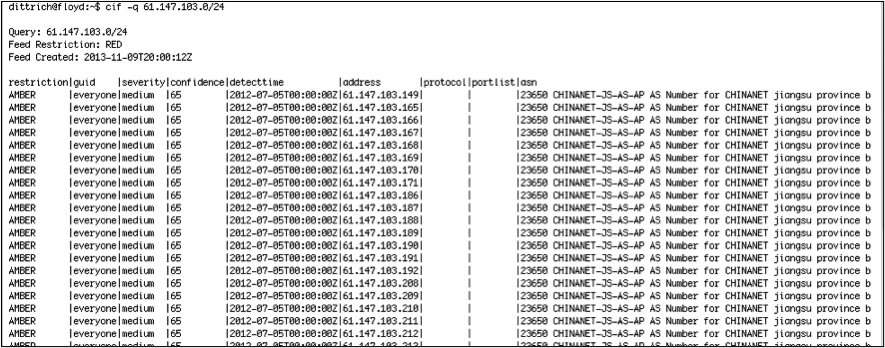 dittrich@floyd:~$ cif -q 61.147.103.0/24
Query: 61.147.103.0/24
Feed Restriction: RED
Feed Created: 2013-11-09T20:00:12Z
restriction|guid |severity|confidence|detecttime |address |protocol|portlist|asn
AMBER |everyone|medium |65 |2012-07-05T00:00:00Z|61.147.103.149| | |23650 CHINANET-JS-AS-AP AS Number for CHINANET jiangsu province b
AMBER |everyone|medium |65 |2012-07-05T00:00:00Z|61.147.103.165| | |23650 CHINANET-JS-AS-AP AS Number for CHINANET jiangsu province b
AMBER |everyone|medium |65 |2012-07-05T00:00:00Z|61.147.103.166| | |23650 CHINANET-JS-AS-AP AS Number for CHINANET jiangsu province b
AMBER |everyone|medium |65 |2012-07-05T00:00:00Z|61.147.103.167| | |23650 CHINANET-JS-AS-AP AS Number for CHINANET jiangsu province b
AMBER |everyone|medium |65 |2012-07-05T00:00:00Z|61.147.103.168| | |23650 CHINANET-JS-AS-AP AS Number for CHINANET jiangsu province b
AMBER |everyone|medium |65 |2012-07-05T00:00:00Z|61.147.103.169| | |23650 CHINANET-JS-AS-AP AS Number for CHINANET jiangsu province b
AMBER |everyone|medium |65 |2012-07-05T00:00:00Z|61.147.103.170| | |23650 CHINANET-JS-AS-AP AS Number for CHINANET jiangsu province b
AMBER |everyone|medium |65 |2012-07-05T00:00:00Z|61.147.103.171| | |23650 CHINANET-JS-AS-AP AS Number for CHINANET jiangsu province b
AMBER |everyone|medium |65 |2012-07-05T00:00:00Z|61.147.103.186| | |23650 CHINANET-JS-AS-AP AS Number for CHINANET jiangsu province b
AMBER |everyone|medium |65 |2012-07-05T00:00:00Z|61.147.103.187| | |23650 CHINANET-JS-AS-AP AS Number for CHINANET jiangsu province b
AMBER |everyone|medium |65 |2012-07-05T00:00:00Z|61.147.103.188| | |23650 CHINANET-JS-AS-AP AS Number for CHINANET jiangsu province b
AMBER |everyone|medium |65 |2012-07-05T00:00:00Z|61.147.103.189| | |23650 CHINANET-JS-AS-AP AS Number for CHINANET jiangsu province b
AMBER |everyone|medium |65 |2012-07-05T00:00:00Z|61.147.103.190| | |23650 CHINANET-JS-AS-AP AS Number for CHINANET jiangsu province b
AMBER |everyone|medium |65 |2012-07-05T00:00:00Z|61.147.103.191| | |23650 CHINANET-JS-AS-AP AS Number for CHINANET jiangsu province b
AMBER |everyone|medium |65 |2012-07-05T00:00:00Z|61.147.103.192| | |23650 CHINANET-JS-AS-AP AS Number for CHINANET jiangsu province b
AMBER |everyone|medium |65 |2012-07-05T00:00:00Z|61.147.103.208| | |23650 CHINANET-JS-AS-AP AS Number for CHINANET jiangsu province b
AMBER |everyone|medium |65 |2012-07-05T00:00:00Z|61.147.103.209| | |23650 CHINANET-JS-AS-AP AS Number for CHINANET jiangsu province b
AMBER |everyone|medium |65 |2012-07-05T00:00:00Z|61.147.103.210| | |23650 CHINANET-JS-AS-AP AS Number for CHINANET jiangsu province b
AMBER |everyone|medium |65 |2012-07-05T00:00:00Z|61.147.103.211| | |23650 CHINANET-JS-AS-AP AS Number for CHINANET jiangsu province b
AMBER |everyone|medium |65 |2012-07-05T00:00:00Z|61.147.103.212| | |23650 CHINANET-JS-AS-AP AS Number for CHINANET jiangsu province b
AMBER |everyone|medium |65 |2012-07-05T00:00:00Z|61.147.103.213| | |23650 CHINANET-JS-AS-AP AS Number for CHINANET jiangsu province b